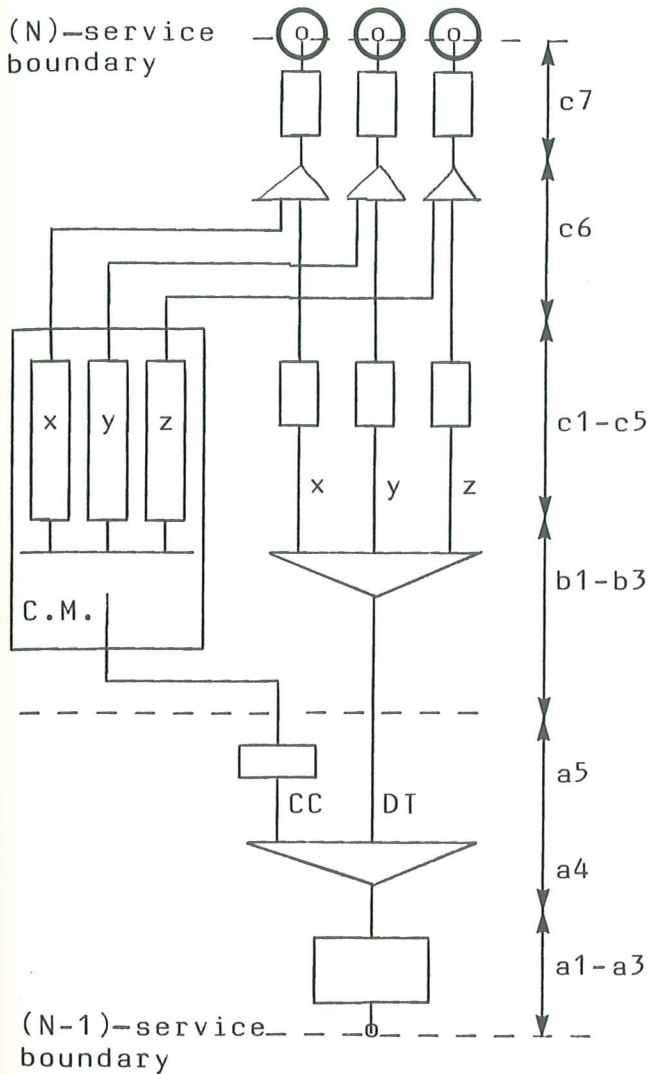 (N)-service
boundary
o o o
c7
c6
x y z
c1-c5
x y z
b1-b3
C.M.
a5
CC DT
a4
a1-a3
(N-1)-service
boundary
o